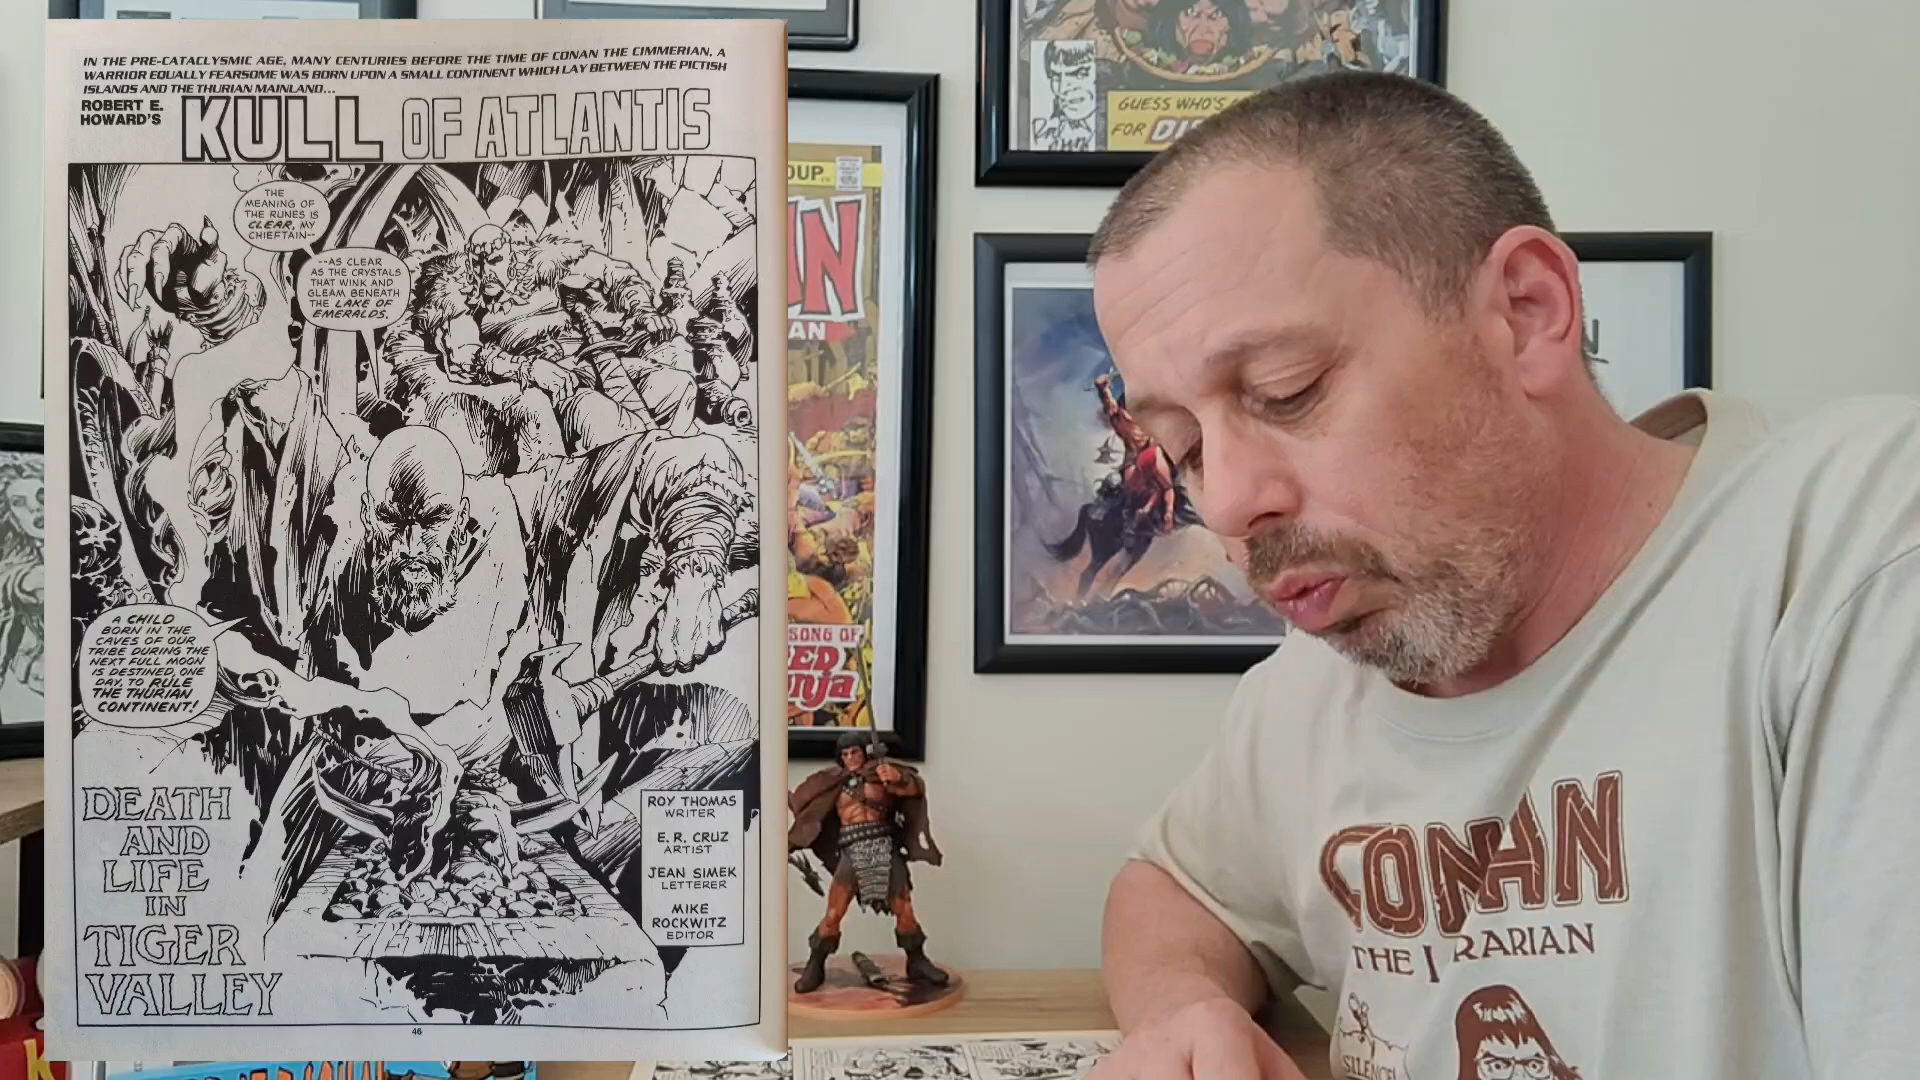 IN THE PRE-CATACLYSMIC AGE, MANY CENTURIES BEFORE THE TIME OF CONAN THE CIMMERIAN, A
WARRIOR EQUALLY FEARSOME WAS BORN UPON A SMALL CONTINENT WHICH LAY BETWEEN THE PICTISH
ISLANDS AND THE THURIAN MAINLAND...
ROBERT E.
HOWARD'S
KULL OF ATLANTIS
THE
MEANING OF
THE RUNES IS
CLEAR, MY
CHIEFTAIN--
--AS CLEAR
AS THE CRYSTALS
THAT WINK AND
GLEAM BENEATH
THE LAKE OF
EMERALDS.
A CHILD
BORN IN THE
CAVES OF OUR
TRIBE DURING THE
NEXT FULL MOON
IS DESTINED, ONE
DAY, TO RULE
THE THURIAN
CONTINENT!
DEATH
AND
LIFE
IN
TIGER
VALLEY
ROY THOMAS
WRITER
E. R. CRUZ
ARTIST
JEAN SIMEK
LETTERER
MIKE
ROCKWITZ
EDITOR
46
GUESS WHO'S
FOR
SONG OF
CONAN
THE
SILENCE!